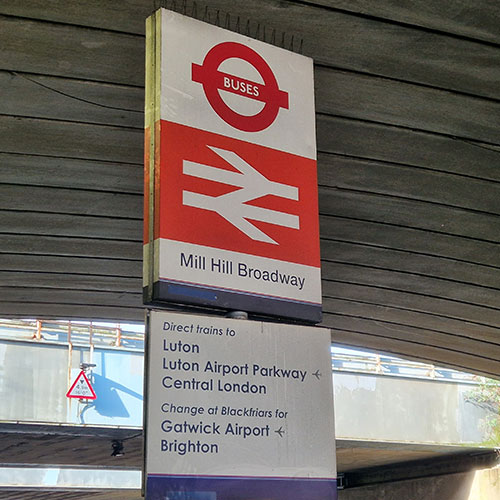 BUSES
Mill Hill Broadway
Direct trains to
Luton
Luton Airport Parkway
Central London
Change at Blackfriars for
Gatwick Airport
Brighton